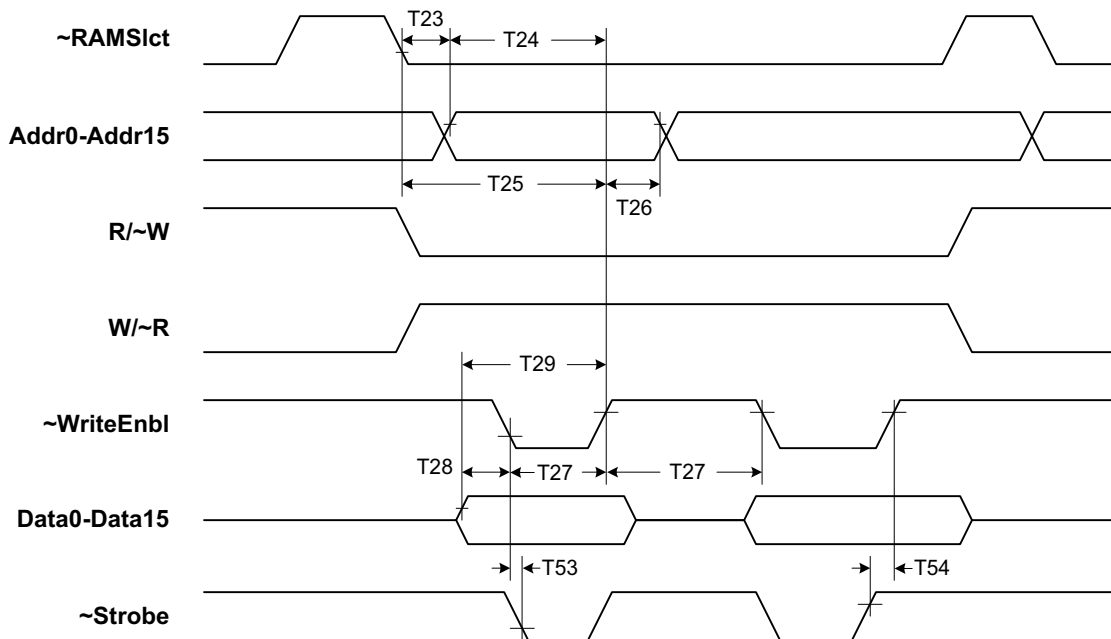 T23
~RAMSlct
T24
Addr0-Addr15
T25
T26
R/~W
W/~R
T29
~WriteEnbl
T28
T27
T27
Data0-Data15
T53
T54
~Strobe